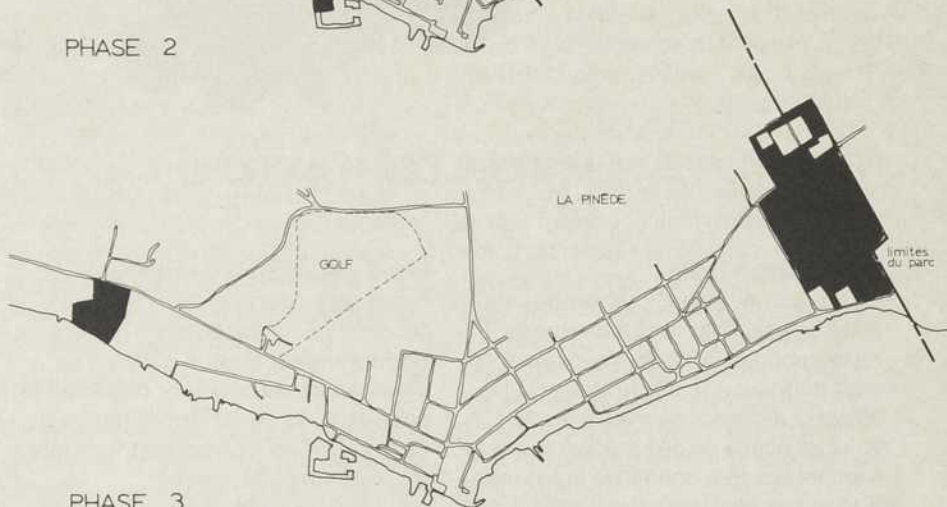 PHASE 2
LA PINÈDE
GOLF
limites
du parc
PHASE 3